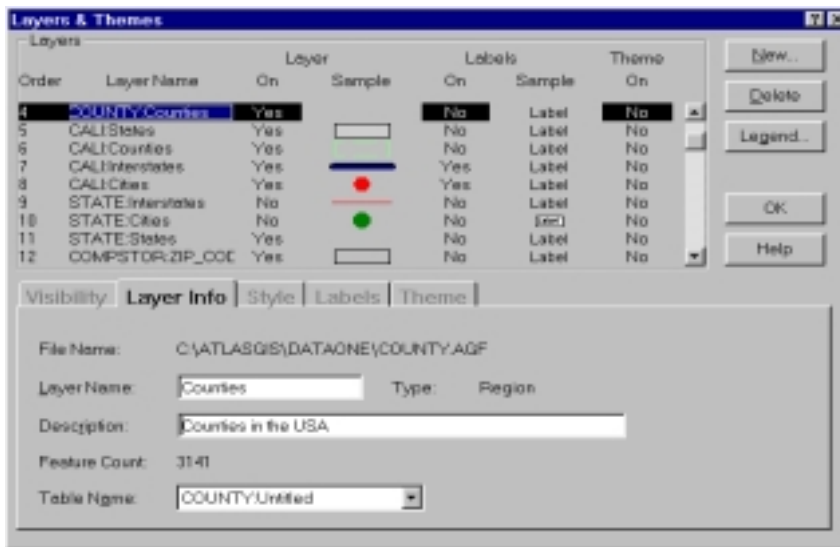 Layers & Themes
Layers
Layer Labels Theme
Order Layer Name On Sample On Sample On
4 COUNTY:Counties Yes No Label No
5 CALI:States Yes No Label No
6 CALI:Counties Yes No Label No
7 CALI:Interstates Yes Yes Label No
8 CALI:Cities Yes Yes Label No
9 STATE:Interstates No No Label No
10 STATE:Cities No No Label No
11 STATE:States Yes No Label No
12 COMPSTOR:ZIP_COD Yes No Label No
New...
Delete
Legend...
OK
Help
Visibility Layer Info Style Labels Theme
File Name: C:\ATLASGIS\DATAONE\COUNTY.AGF
Layer Name: Counties Type: Region
Description: Counties in the USA
Feature Count: 3141
Table Name: COUNTY:Untitled